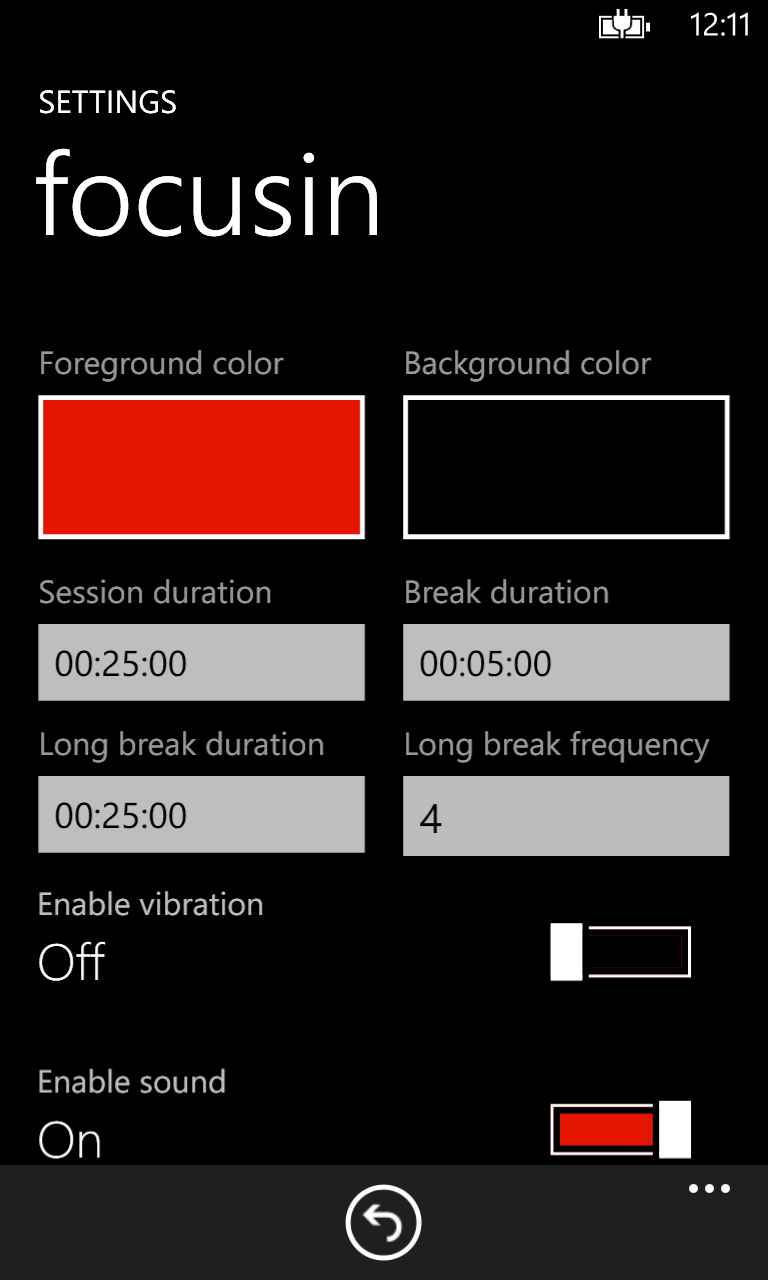 12:11
SETTINGS
focusin
Foreground color
Background color
Session duration
Break duration
00:25:00
00:05:00
Long break duration
Long break frequency
00:25:00
4
Enable vibration
Off
Enable sound
On